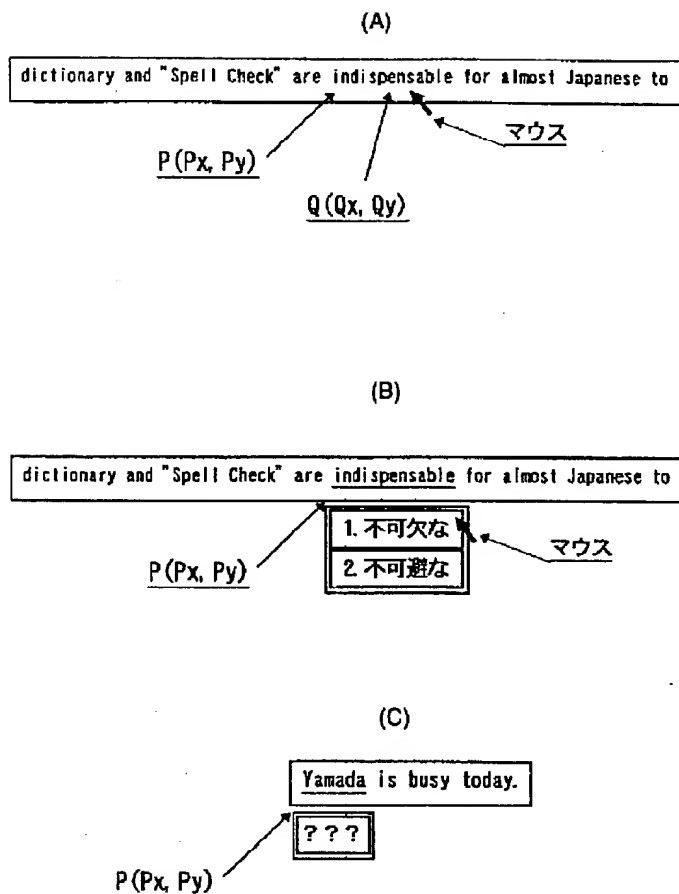 (A)
dictionary and "Spell Check" are indispensable for almost Japanese to
マウス
P(Px, Py)
Q(Qx, Qy)
(B)
dictionary and "Spell Check" are indispensable for almost Japanese to
1. 不可欠な
マウス
P(Px, Py)
2. 不可避な
(C)
Yamada is busy today.
???
P(Px, Py)